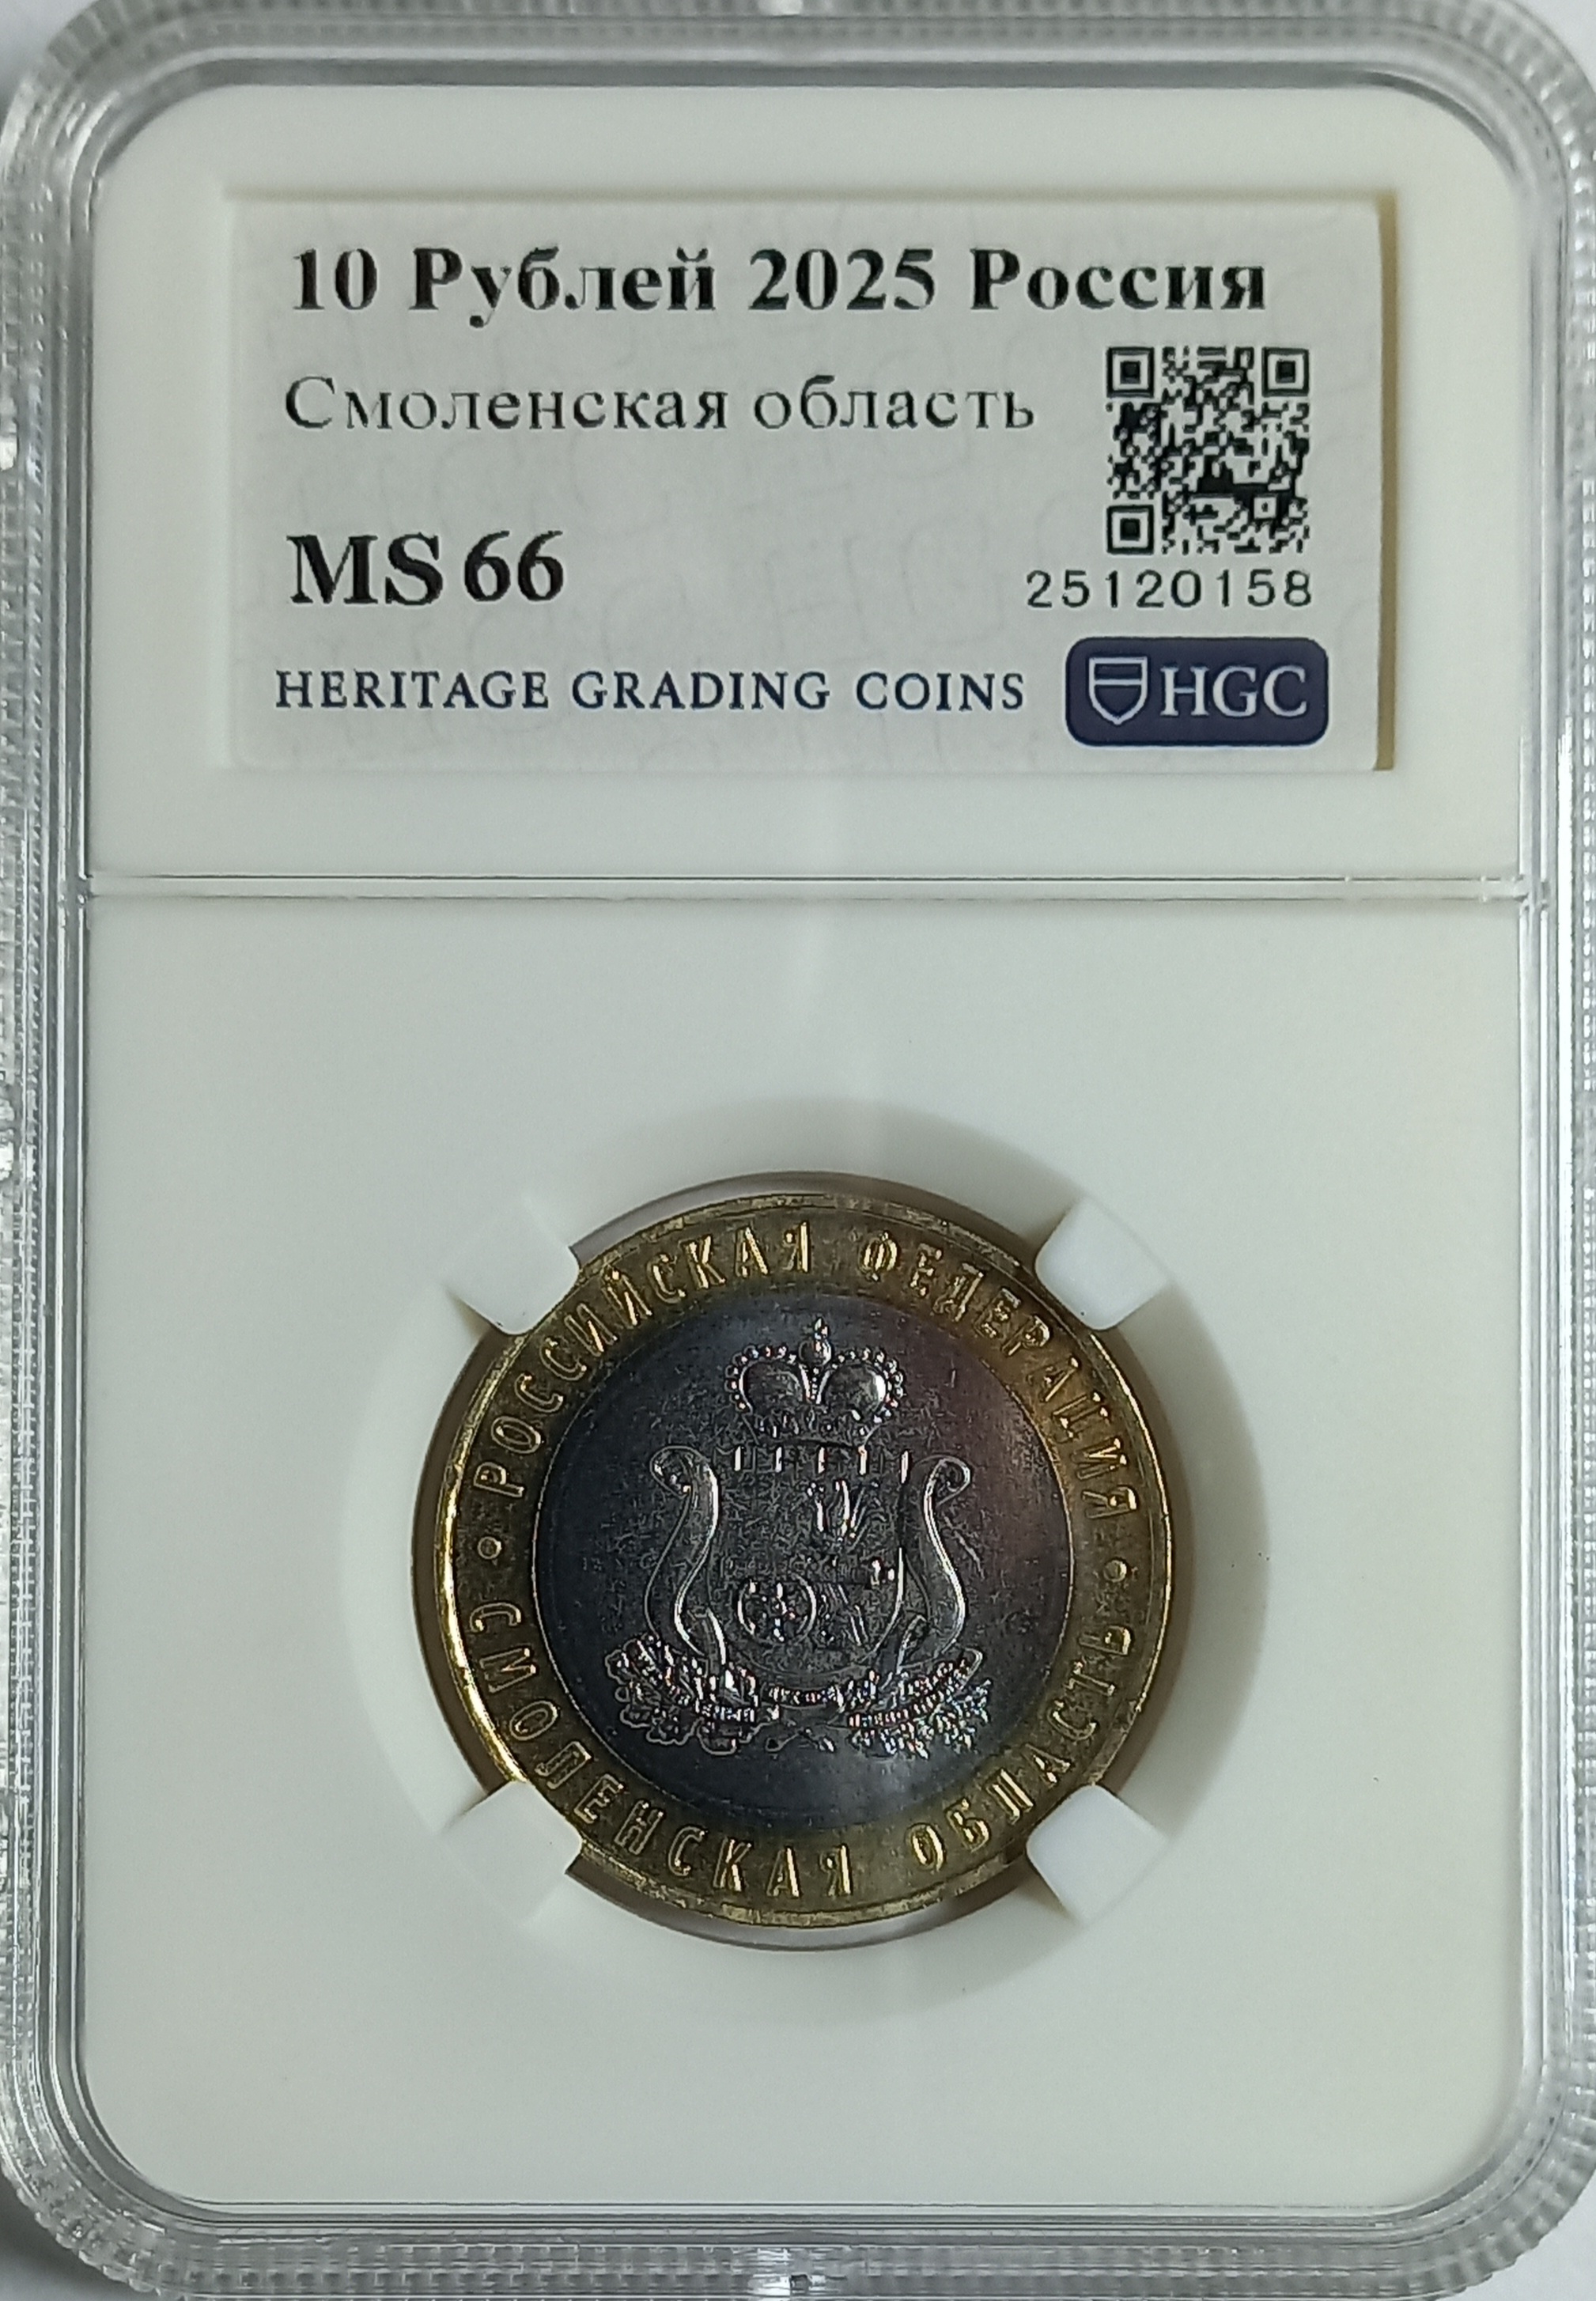 10 Рублей 2025 Россия
Смоленская область
MS 66
25120158
HERITAGE GRADING COINS
HGC
РОССИЙСКАЯ ФЕДЕРАЦИЯ
СМОЛЕНСКАЯ ОБЛАСТЬ